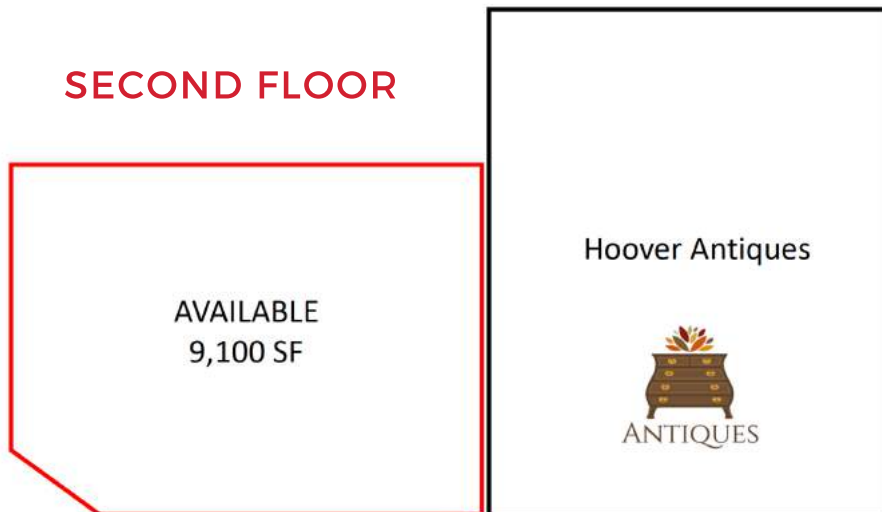 SECOND FLOOR
Hoover Antiques
AVAILABLE
9,100 SF
ANTIQUES